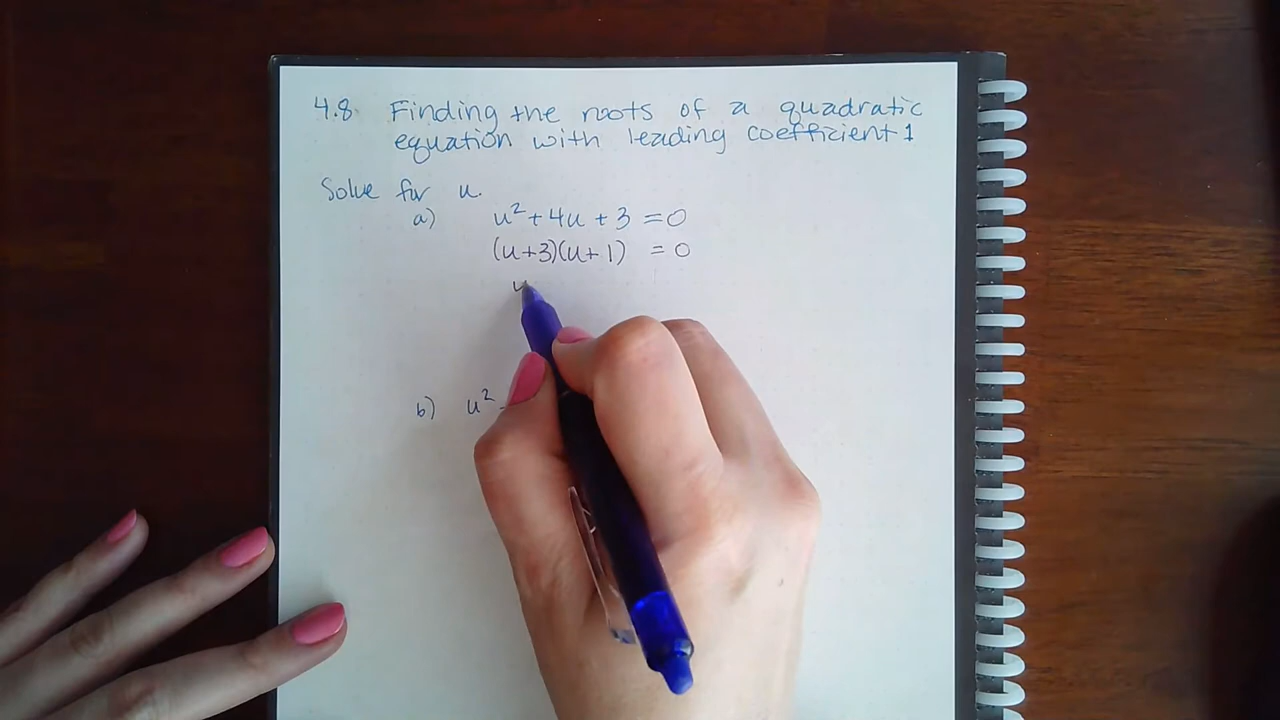 4.8 Finding the roots of a quadratic
equation with leading coefficient 1
Solve for u.
a) u² + 4u + 3 = 0
(u+3)(u+1) = 0
u
b) u²